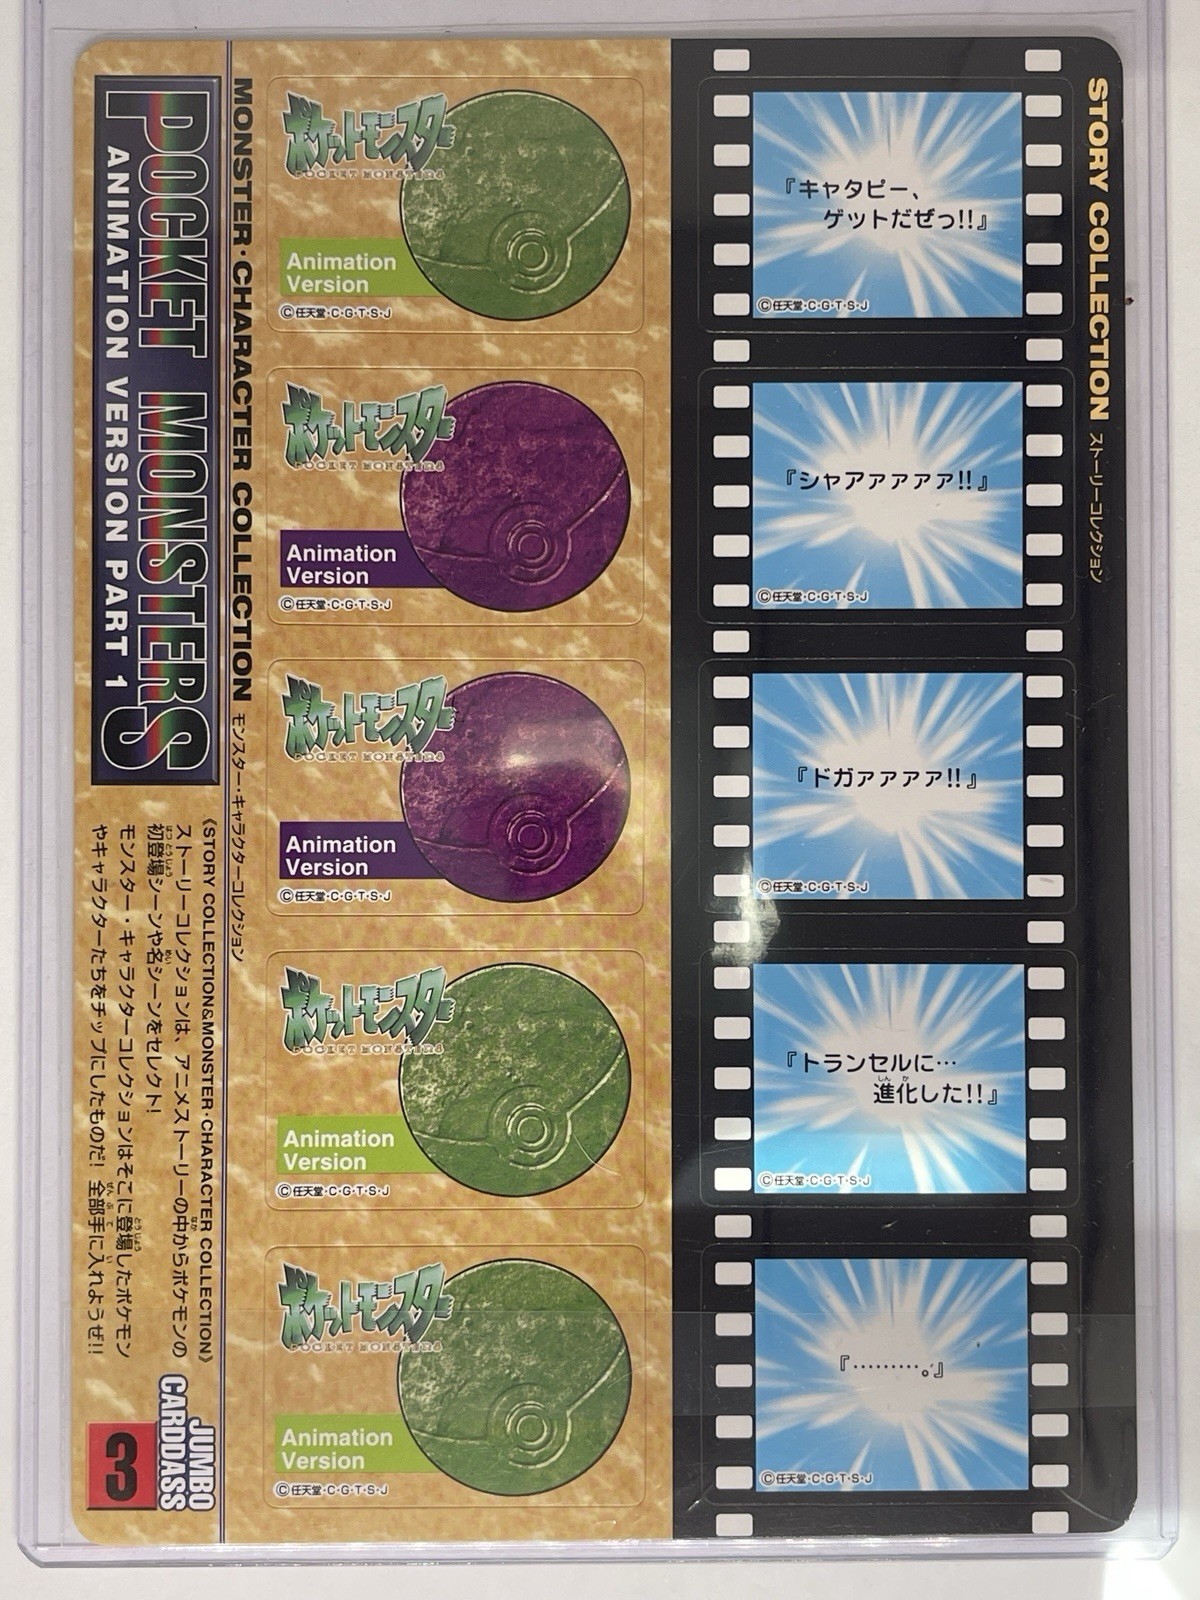 STORY COLLECTION ストーリーコレクション
『キャタピー、
ゲットだぜっ!!』
©任天堂・C・G・T・S・J
『シャアァァァァ!!』
©任天堂・C・G・T・S・J
『ドガァァァァ!!』
©任天堂・C・G・T・S・J
『トランセルに…
進化した!!』
しんか
©任天堂・C・G・T・S・J
『………。』
©任天堂・C・G・T・S・J
MONSTER・CHARACTER COLLECTION モンスター・キャラクターコレクション
ポケットモンスター
POCKET MONSTERS
Animation
Version
©任天堂・C・G・T・S・J
ポケットモンスター
POCKET MONSTERS
Animation
Version
©任天堂・C・G・T・S・J
ポケットモンスター
POCKET MONSTERS
Animation
Version
©任天堂・C・G・T・S・J
ポケットモンスター
POCKET MONSTERS
Animation
Version
©任天堂・C・G・T・S・J
ポケットモンスター
POCKET MONSTERS
Animation
Version
©任天堂・C・G・T・S・J
POCKET MONSTERS
ANIMATION VERSION PART 1
《STORY COLLECTION&MONSTER・CHARACTER COLLECTION》
ストーリーコレクションは、アニメストーリーの中からポケモンの
初登場シーンや名シーンをセレクト!
モンスター・キャラクターコレクションはそこに登場したポケモン
やキャラクターたちをチップにしたものだ! 全部手に入れようぜ!!
JUMBO
CARDDASS
3